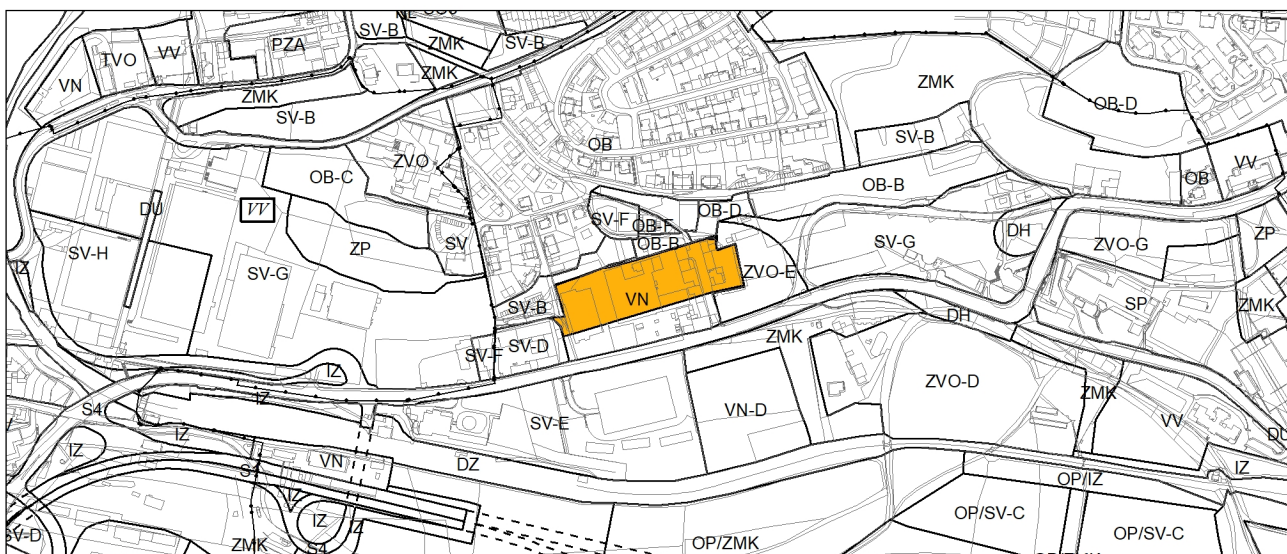 SV-B
ZMK
SV-B
TVO
VV
PZA
VN
ZMK
ZMK
SV-B
ZMK
OB-D
OB
SV-B
ZVO
OB-C
OB-B
OB
VV
DU
VV
SV-F
OB-D
OB-F
OB-B
SV
ZP
SV-H
SV-G
IZ
SV-G
DH
ZVO-G
ZP
ZVO-E
VN
SV-B
SP
ZMK
DH
SV-F
SV-D
ZMK
IZ
IZ
S4
ZVO-D
ZMK
VN-D
VV
SV-E
IZ
IZ
VN
DZ
IZ
OP/IZ
IZ
IZ
IZ
S4
OP/SV-C
OP/SV-C
SV-D
ZMK
OP/ZMK